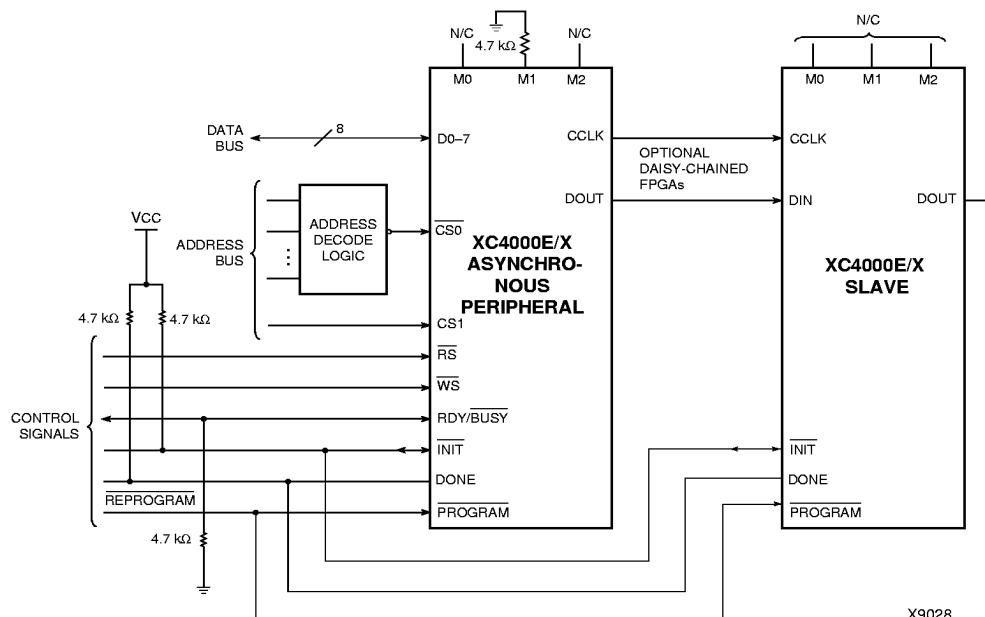 N/C
4.7 kΩ
N/C
N/C
M0
M1
M2
M0
M1
M2
DATA
BUS
8
D0–7
CCLK
CCLK
OPTIONAL
DAISY-CHAINED
FPGAs
DOUT
DIN
DOUT
VCC
ADDRESS
BUS
ADDRESS
DECODE
LOGIC
CS0
XC4000E/X
ASYNCHRO-
NOUS
PERIPHERAL
XC4000E/X
SLAVE
4.7 kΩ
4.7 kΩ
CS1
RS
WS
CONTROL
SIGNALS
RDY/BUSY
INIT
INIT
DONE
DONE
REPROGRAM
PROGRAM
PROGRAM
4.7 kΩ
X9028